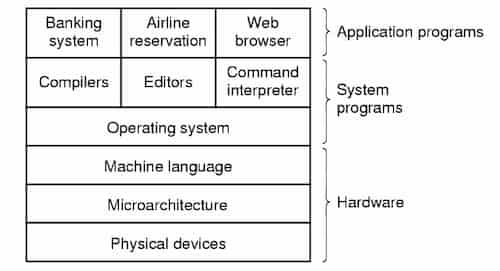 Banking
system
Airline
reservation
Web
browser
Application programs
Compilers
Editors
Command
interpreter
System
programs
Operating system
Machine language
Microarchitecture
Hardware
Physical devices